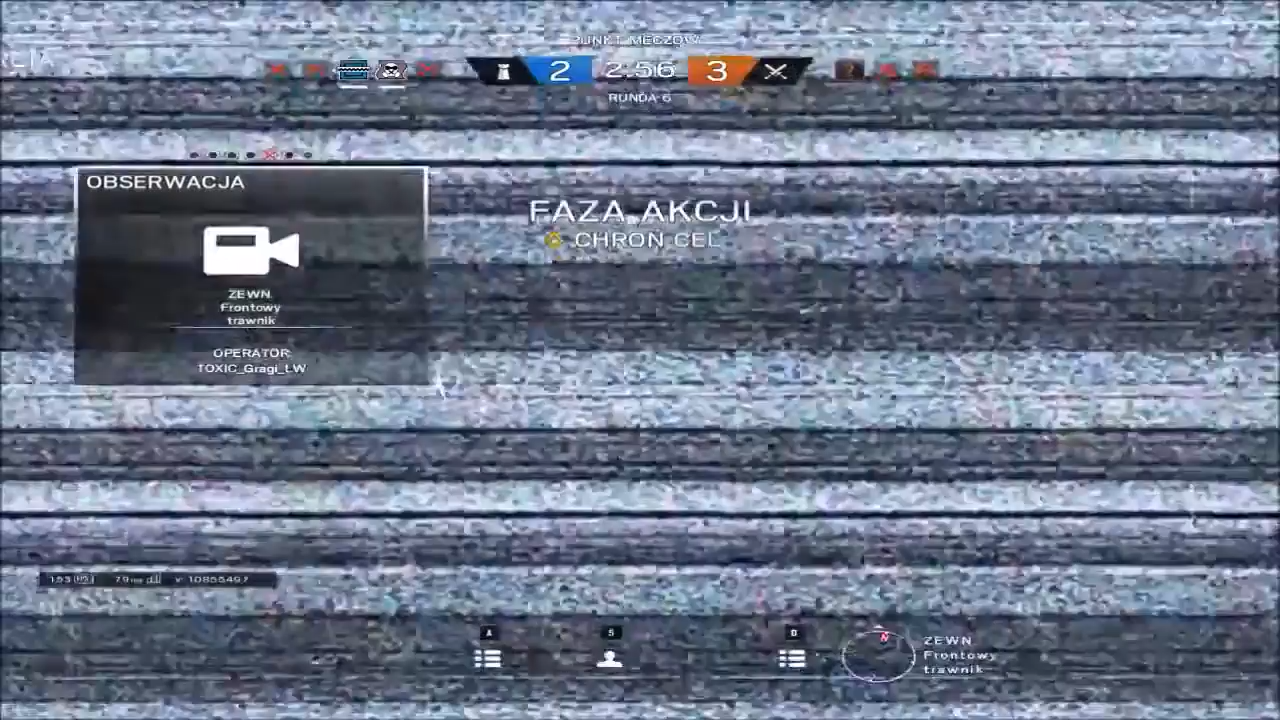 PUNKT MECZOWY
2 2:56 3
RUNDA 6
OBSERWACJA
ZEWN.
Frontowy
trawnik
OPERATOR:
TOXIC_Gragi_LW
FAZA AKCJI
CHROŃ CEL
A S D
N
ZEWN.
Frontowy
trawnik